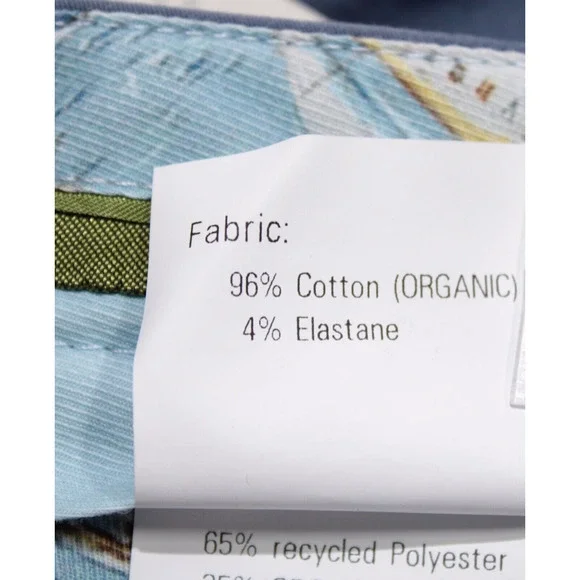 Fabric:
96% Cotton (ORGANIC)
4% Elastane
65% recycled Polyester